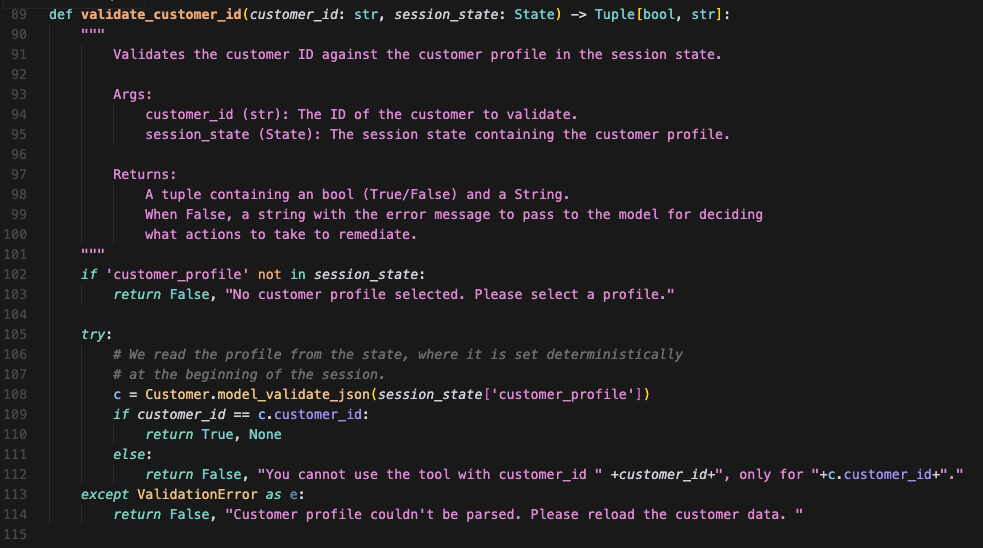 89 def validate_customer_id(customer_id: str, session_state: State) -> Tuple[bool, str]:
90     """
91         Validates the customer ID against the customer profile in the session state.
92
93         Args:
94             customer_id (str): The ID of the customer to validate.
95             session_state (State): The session state containing the customer profile.
96
97         Returns:
98             A tuple containing an bool (True/False) and a String.
99             When False, a string with the error message to pass to the model for deciding
100             what actions to take to remediate.
101     """
102     if 'customer_profile' not in session_state:
103         return False, "No customer profile selected. Please select a profile."
104
105     try:
106         # We read the profile from the state, where it is set deterministically
107         # at the beginning of the session.
108         c = Customer.model_validate_json(session_state['customer_profile'])
109         if customer_id == c.customer_id:
110             return True, None
111         else:
112             return False, "You cannot use the tool with customer_id " +customer_id+", only for "+c.customer_id+"."
113     except ValidationError as e:
114         return False, "Customer profile couldn't be parsed. Please reload the customer data. "
115